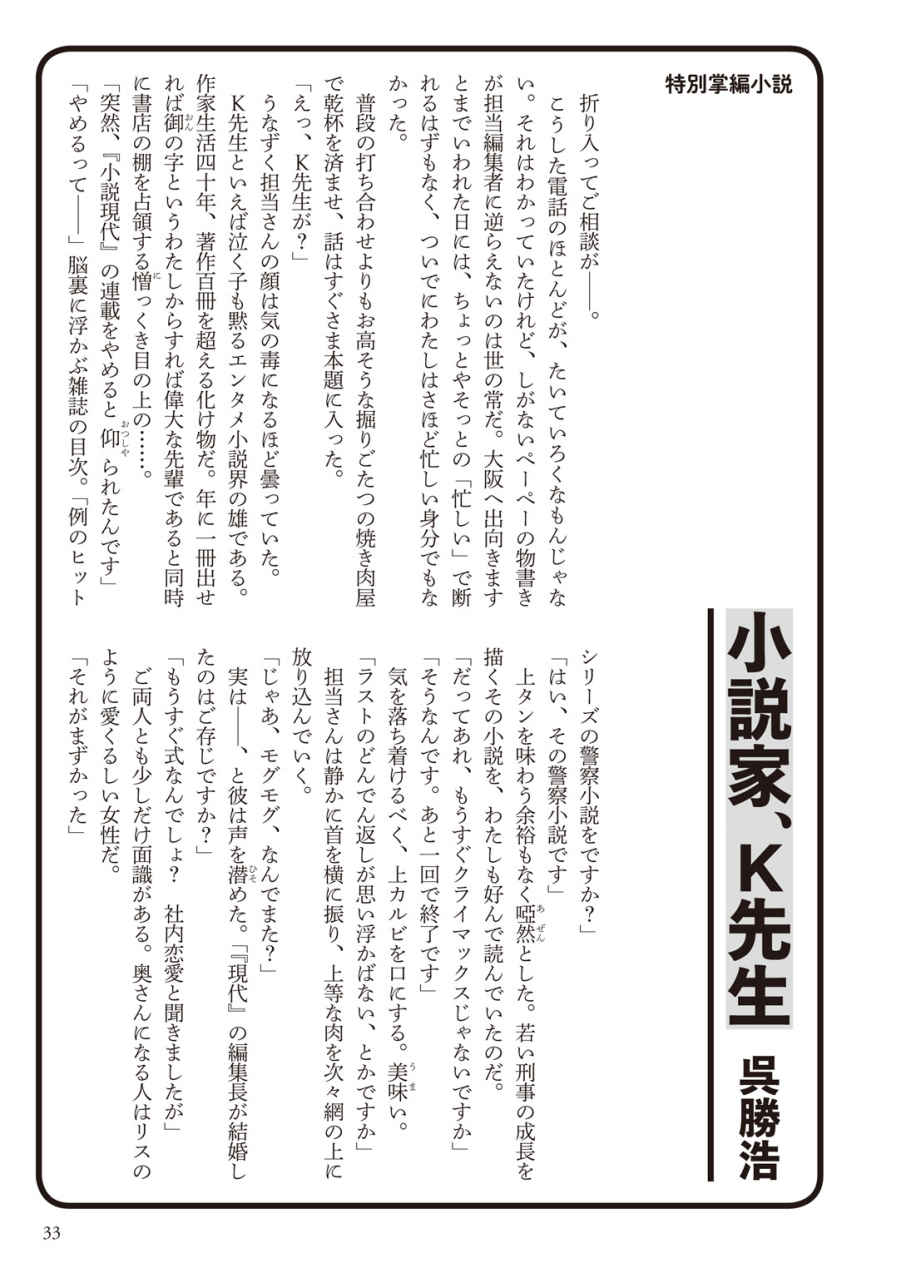 特別掌編小説
小説家、K先生
呉勝浩
折り入ってご相談が――。
こうした電話のほとんどが、たいていろくなもんじゃな
い。それはわかっていたけれど、しがないペーペーの物書き
が担当編集者に逆らえないのは世の常だ。大阪へ出向きます
とまでいわれた日には、ちょっとやそっとの「忙しい」で断
れるはずもなく、ついでにわたしはさほど忙しい身分でもな
かった。
普段の打ち合わせよりもお高そうな掘りごたつの焼き肉屋
で乾杯を済ませ、話はすぐさま本題に入った。
「えっ、K先生が？」
うなずく担当さんの顔は気の毒になるほど曇っていた。
K先生といえば泣く子も黙るエンタメ小説界の雄である。
作家生活四十年、著作百冊を超える化け物だ。年に一冊出せ
れば御おんの字というわたしからすれば偉大な先輩であると同時
に書店の棚を占領する憎にっくき目の上の……。
「突然、『小説現代』の連載をやめると仰おっしゃられたんです」
「やめるって――」脳裏に浮かぶ雑誌の目次。「例のヒット
シリーズの警察小説をですか？」
「はい、その警察小説です」
上タンを味わう余裕もなく啞然あぜんとした。若い刑事の成長を
描くその小説を、わたしも好んで読んでいたのだ。
「だってあれ、もうすぐクライマックスじゃないですか」
「そうなんです。あと一回で終了です」
気を落ち着けるべく、上カルビを口にする。美味うまい。
「ラストのどんでん返しが思い浮かばない、とかですか」
担当さんは静かに首を横に振り、上等な肉を次々網の上に
放り込んでいく。
「じゃあ、モグモグ、なんでまた？」
実は――、と彼は声を潜ひそめた。「『現代』の編集長が結婚し
たのはご存じですか？」
「もうすぐ式なんでしょ？　社内恋愛と聞きましたが」
ご両人とも少しだけ面識がある。奥さんになる人はリスの
ように愛くるしい女性だ。
「それがまずかった」
33